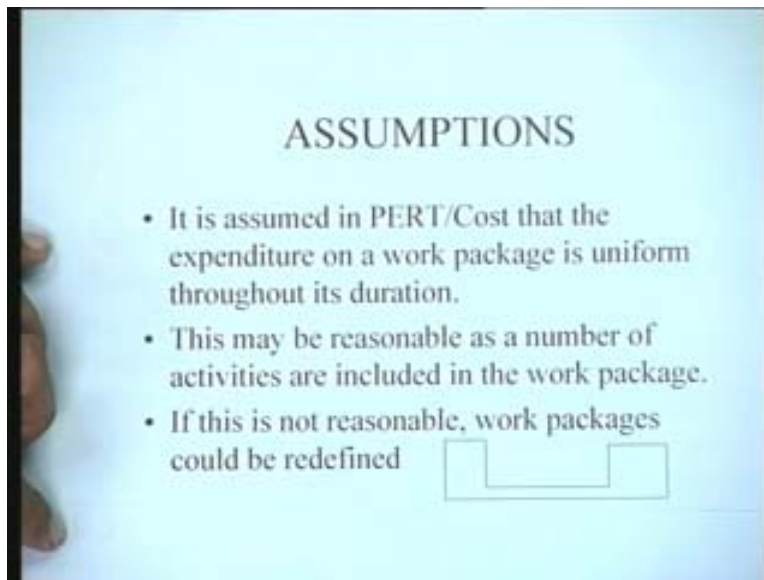 ASSUMPTIONS
• It is assumed in PERT/Cost that the
expenditure on a work package is uniform
throughout its duration.
• This may be reasonable as a number of
activities are included in the work package.
• If this is not reasonable, work packages
could be redefined